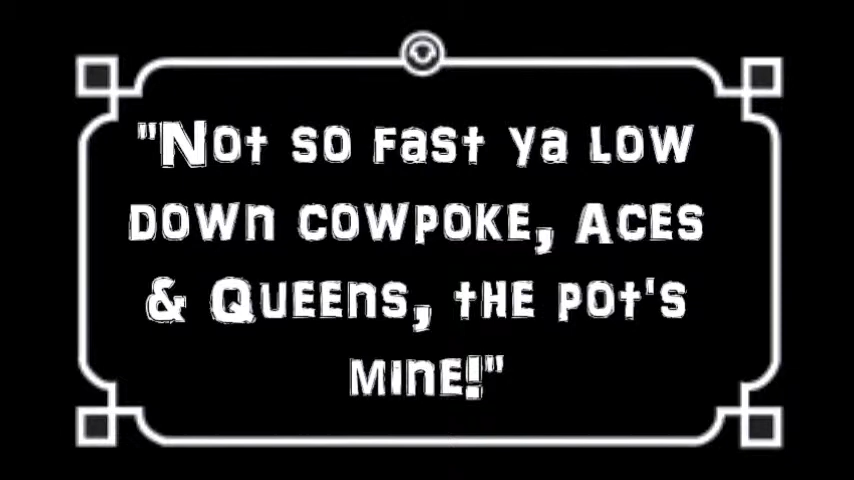 "Not so fast ya low
down cowpoke, Aces
& Queens, the pot's
mine!"